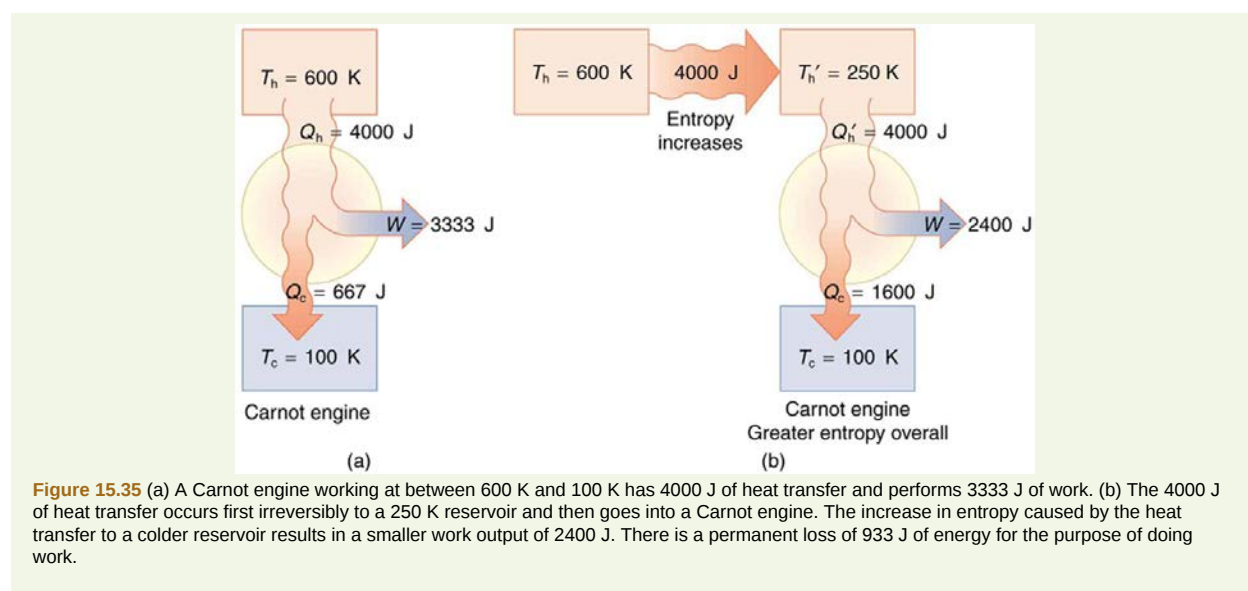 Th = 600 K
Qh = 4000 J
W = 3333 J
Qc = 667 J
Tc = 100 K
Carnot engine
(a)
Th = 600 K
4000 J
Entropy
increases
Th′ = 250 K
Qh′ = 4000 J
W = 2400 J
Qc = 1600 J
Tc = 100 K
Carnot engine
Greater entropy overall
(b)
Figure 15.35 (a) A Carnot engine working at between 600 K and 100 K has 4000 J of heat transfer and performs 3333 J of work. (b) The 4000 J
of heat transfer occurs first irreversibly to a 250 K reservoir and then goes into a Carnot engine. The increase in entropy caused by the heat
transfer to a colder reservoir results in a smaller work output of 2400 J. There is a permanent loss of 933 J of energy for the purpose of doing
work.